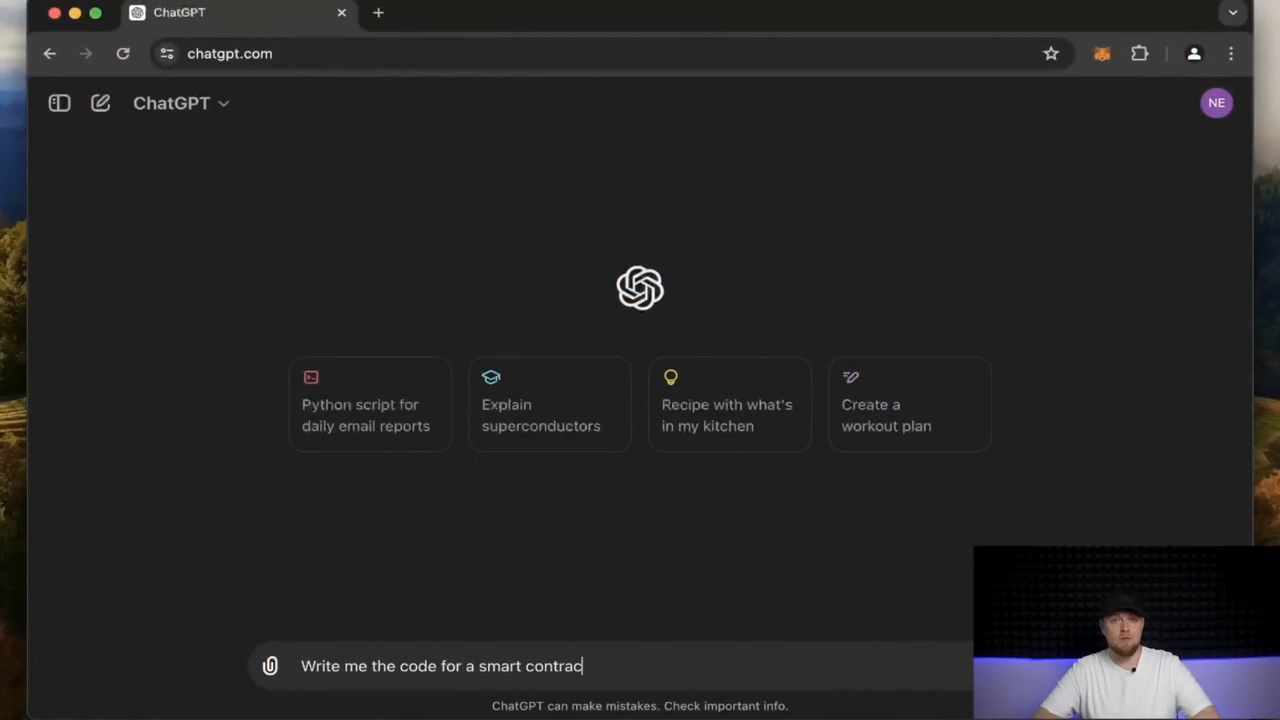 ChatGPT
chatgpt.com
ChatGPT
NE
Python script for
daily email reports
Explain
superconductors
Recipe with what's
in my kitchen
Create a
workout plan
Write me the code for a smart contrac
ChatGPT can make mistakes. Check important info.